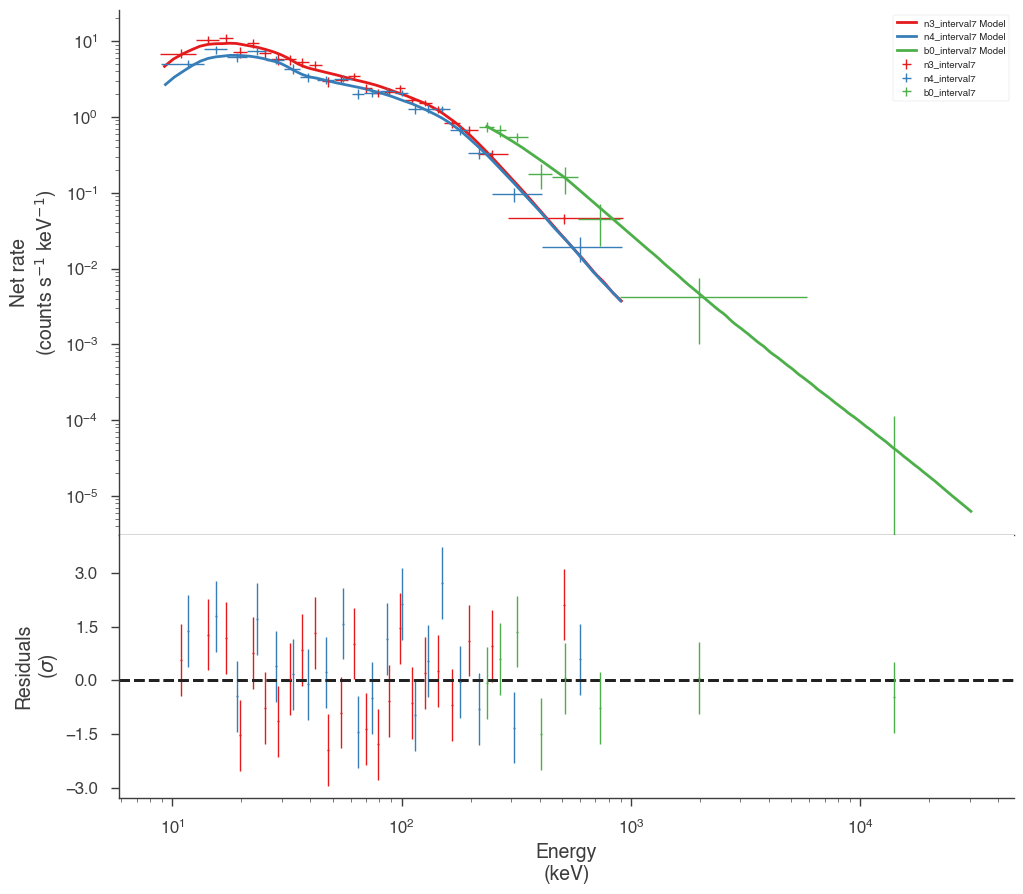 n3_interval7 Model
n4_interval7 Model
b0_interval7 Model
n3_interval7
n4_interval7
b0_interval7
10¹
10⁰
10⁻¹
10⁻²
10⁻³
10⁻⁴
10⁻⁵
Net rate
(counts s⁻¹ keV⁻¹)
3.0
1.5
0.0
−1.5
−3.0
Residuals
(σ)
10¹ 10² 10³ 10⁴
Energy
(keV)